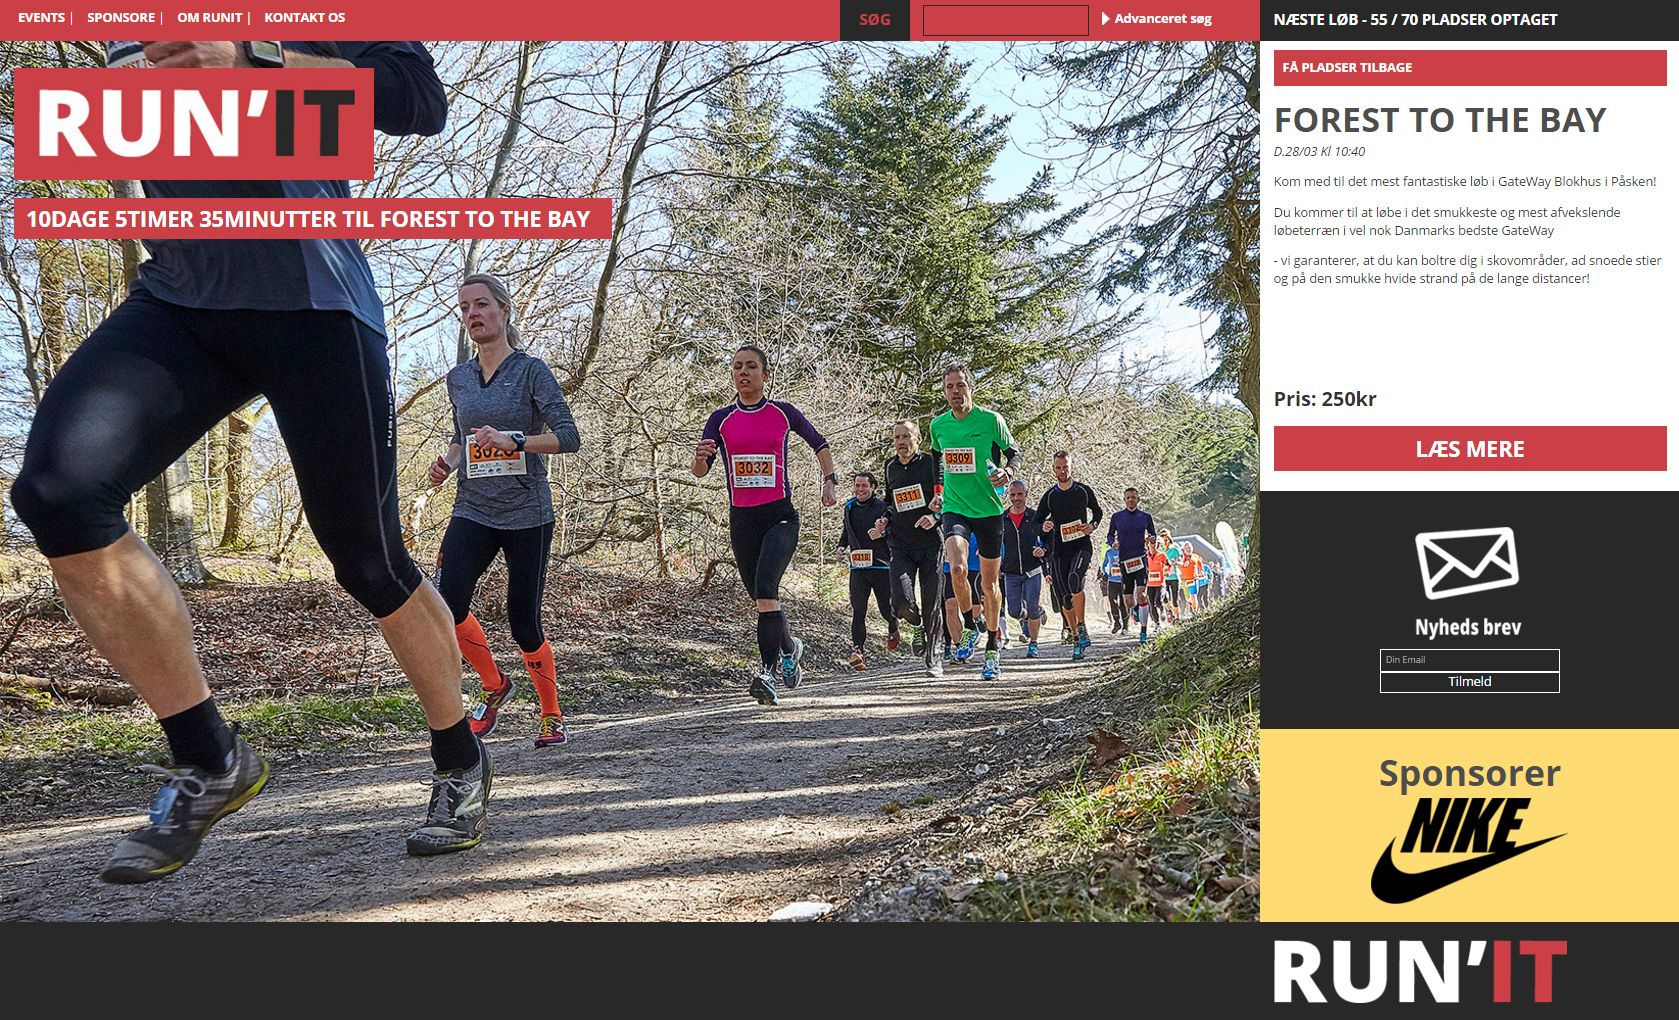 EVENTS | SPONSORE | OM RUNIT | KONTAKT OS
SØG
Advanceret søg
NÆSTE LØB - 55 / 70 PLADSER OPTAGET
RUN'IT
10DAGE 5TIMER 35MINUTTER TIL FOREST TO THE BAY
FÅ PLADSER TILBAGE
FOREST TO THE BAY
D.28/03 Kl 10:40
Kom med til det mest fantastiske løb i GateWay Blokhus i Påsken!
Du kommer til at løbe i det smukkeste og mest afvekslende
løbeterræn i vel nok Danmarks bedste GateWay
- vi garanterer, at du kan boltre dig i skovområder, ad snoede stier
og på den smukke hvide strand på de lange distancer!
Pris: 250kr
LÆS MERE
FUSION
3032
3309
3311
3310
Nyheds brev
Din Email
Tilmeld
Sponsorer
NIKE
RUN'IT